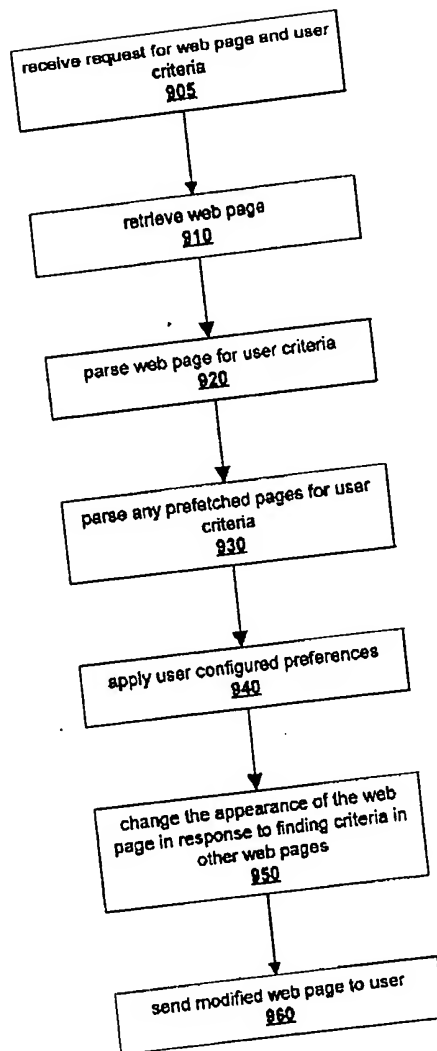 receive request for web page and user
criteria
905
retrieve web page
910
parse web page for user criteria
920
parse any prefetched pages for user
criteria
930
apply user configured preferences
940
change the appearance of the web
page in response to finding criteria in
other web pages
950
send modified web page to user
960